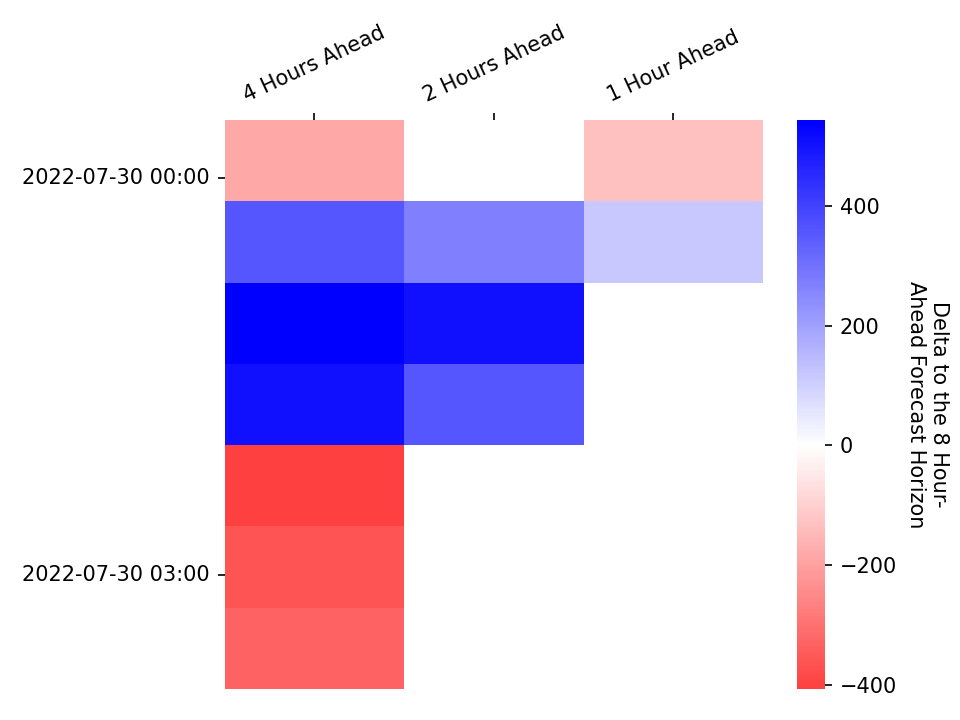 4 Hours Ahead
2 Hours Ahead
1 Hour Ahead
2022-07-30 00:00
2022-07-30 03:00
400
200
0
−200
−400
Delta to the 8 Hour-
Ahead Forecast Horizon